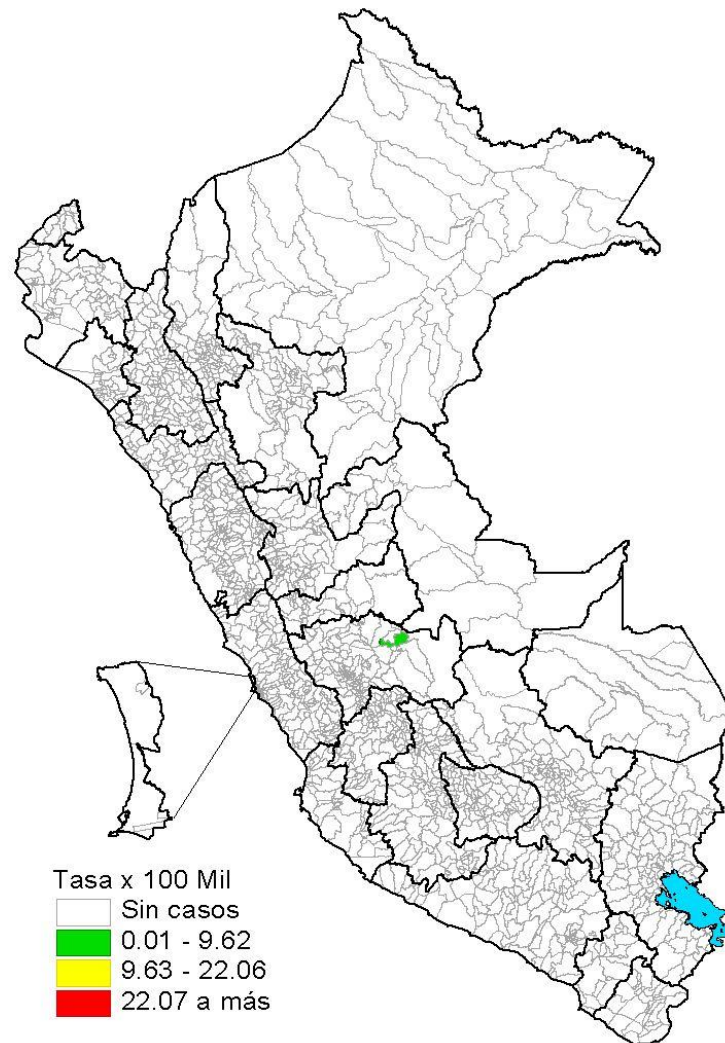 Tasa x 100 Mil
Sin casos
0.01 - 9.62
9.63 - 22.06
22.07 a más